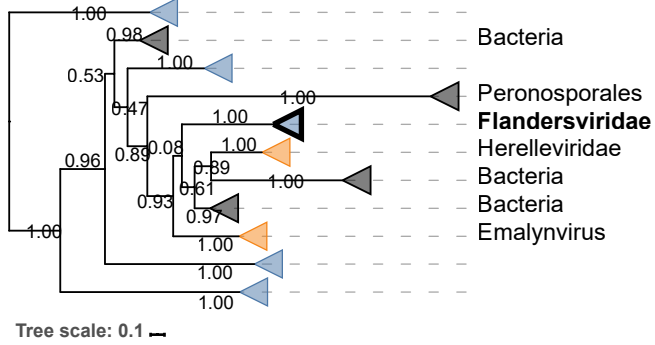 1.00
0.98 Bacteria
1.00
0.53
1.00 Peronosporales
0.47
1.00 Flandersviridae
1.00 Herelleviridae
0.89 0.08
0.96 0.89
1.00 Bacteria
0.61
0.93 Bacteria
0.97
1.00 Emalynvirus
1.00
1.00
1.00
Tree scale: 0.1